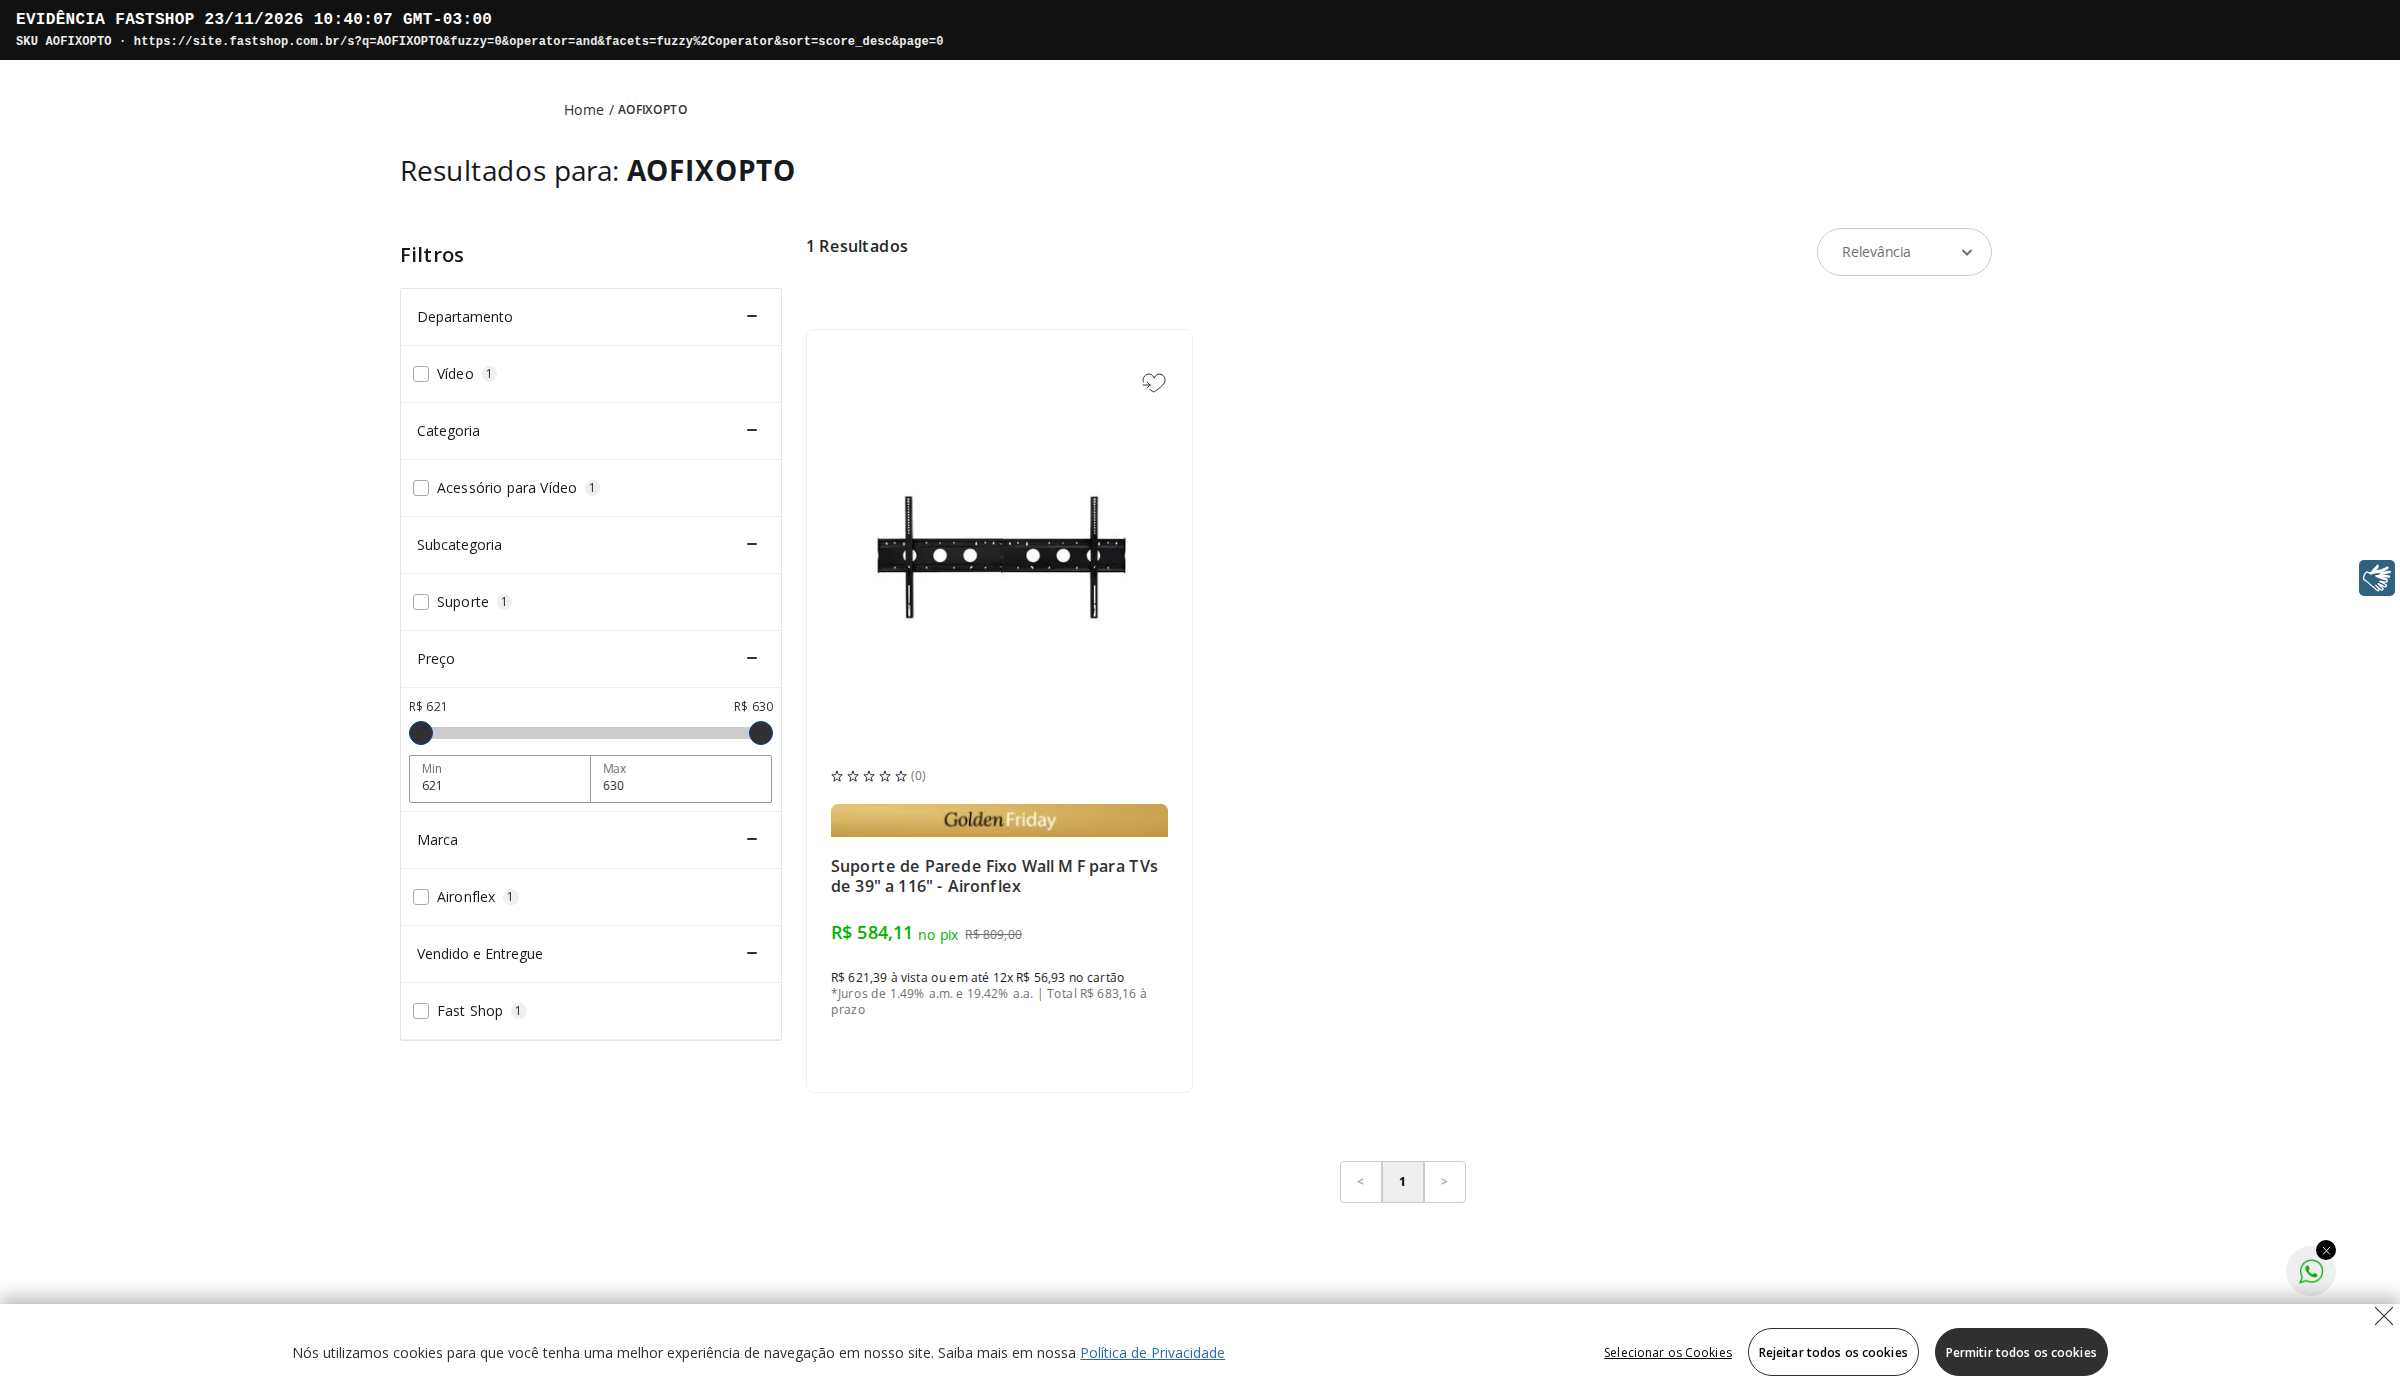 EVIDÊNCIA FASTSHOP 23/11/2026 10:40:07 GMT-03:00
SKU AOFIXOPTO · https://site.fastshop.com.br/s?q=AOFIXOPTO&fuzzy=0&operator=and&facets=fuzzy%2Coperator&sort=score_desc&page=0
Home / AOFIXOPTO
Resultados para: AOFIXOPTO
Filtros
Departamento
Vídeo 1
Categoria
Acessório para Vídeo 1
Subcategoria
Suporte 1
Preço
R$ 621 R$ 630
Min Max
621 630
Marca
Aironflex 1
Vendido e Entregue
Fast Shop 1
1 Resultados
Relevância
(0)
Golden Friday
Suporte de Parede Fixo Wall M F para TVs
de 39" a 116" - Aironflex
R$ 584,11 no pix R$ 809,00
R$ 621,39 à vista ou em até 12x R$ 56,93 no cartão
*Juros de 1.49% a.m. e 19.42% a.a. | Total R$ 683,16 à
prazo
< 1 >
Nós utilizamos cookies para que você tenha uma melhor experiência de navegação em nosso site. Saiba mais em nossa Política de Privacidade
Selecionar os Cookies
Rejeitar todos os cookies
Permitir todos os cookies